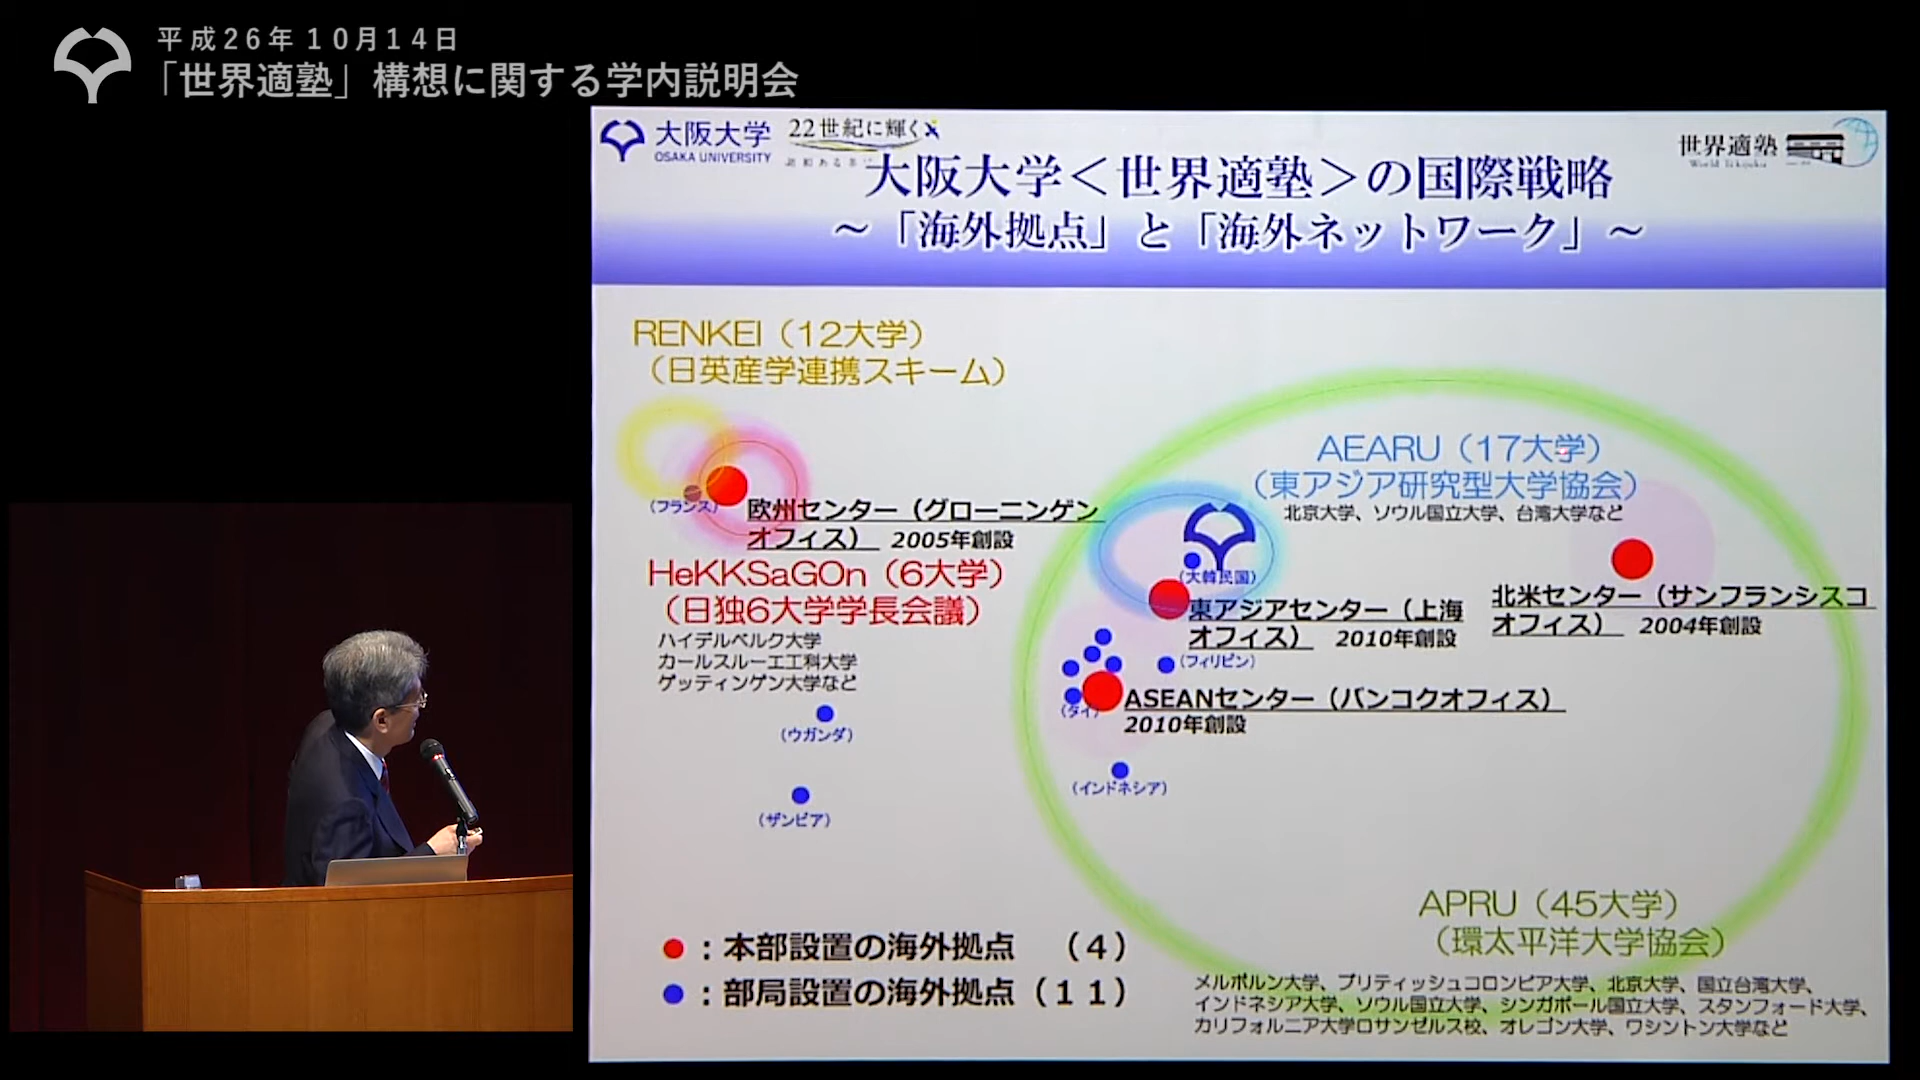 平成26年10月14日
「世界適塾」構想に関する学内説明会
大阪大学
OSAKA UNIVERSITY
22世紀に輝く
世界適塾
World Tekijuku
大阪大学＜世界適塾＞の国際戦略
～「海外拠点」と「海外ネットワーク」～
RENKEI（12大学）
（日英産学連携スキーム）
（フランス）
欧州センター（グローニンゲン
オフィス） 2005年創設
HeKKSaGOn（6大学）
（日独6大学学長会議）
ハイデルベルク大学
カールスルーエ工科大学
ゲッティンゲン大学など
（ウガンダ）
（ザンビア）
AEARU（17大学）
（東アジア研究型大学協会）
北京大学、ソウル国立大学、台湾大学など
（大韓民国）
東アジアセンター（上海
オフィス） 2010年創設
北米センター（サンフランシスコ
オフィス） 2004年創設
（フィリピン）
（タイ）
ASEANセンター（バンコクオフィス）
2010年創設
（インドネシア）
APRU（45大学）
（環太平洋大学協会）
メルボルン大学、ブリティッシュコロンビア大学、北京大学、国立台湾大学、
インドネシア大学、ソウル国立大学、シンガポール国立大学、スタンフォード大学、
カリフォルニア大学ロサンゼルス校、オレゴン大学、ワシントン大学など
：本部設置の海外拠点 （4）
：部局設置の海外拠点（11）